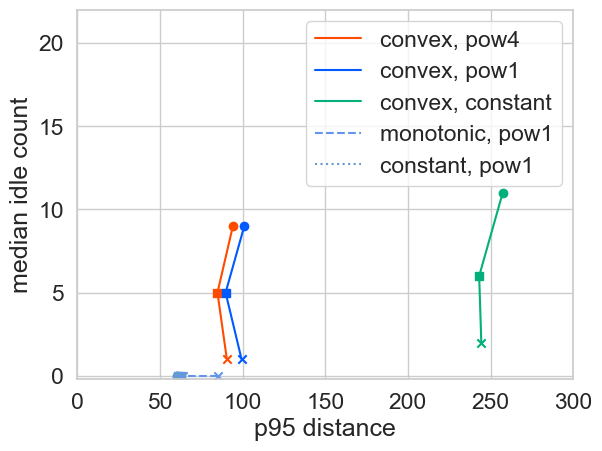 convex, pow4
convex, pow1
convex, constant
monotonic, pow1
constant, pow1
median idle count
20
15
10
5
0
0 50 100 150 200 250 300
p95 distance